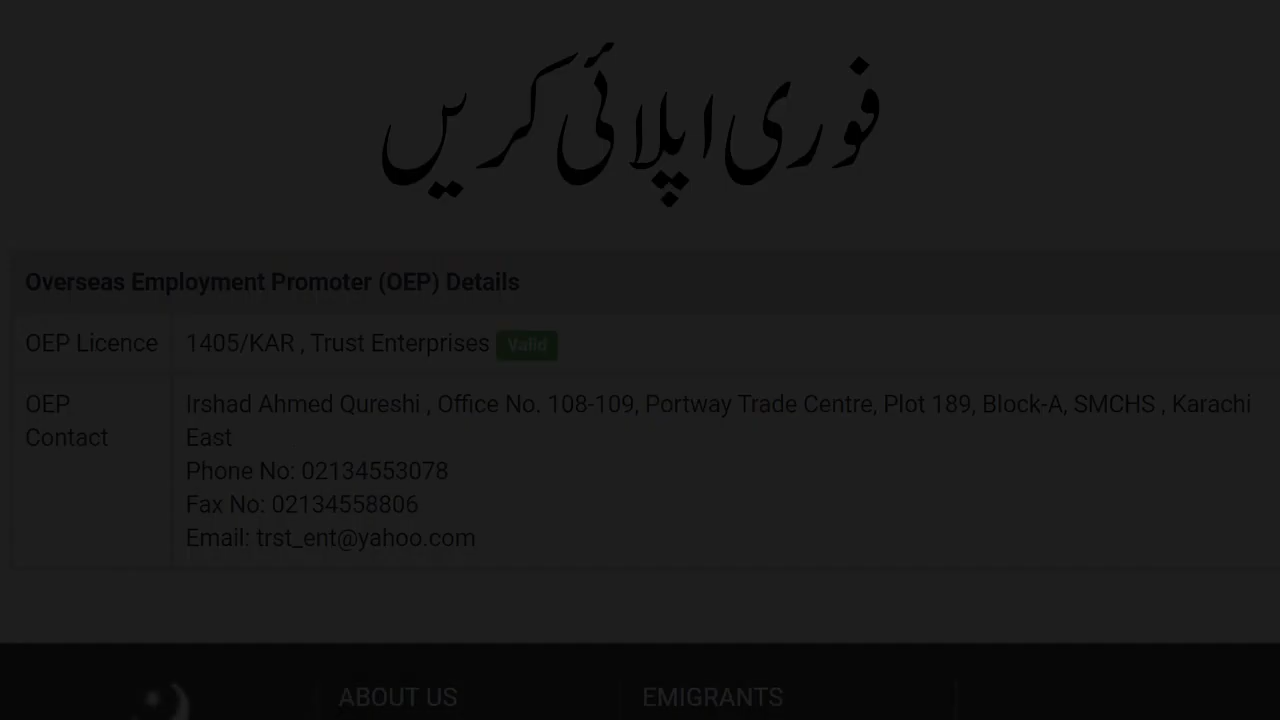 فوری اپلائی کریں
Overseas Employment Promoter (OEP) Details
OEP Licence 1405/KAR , Trust Enterprises Valid
OEP Contact
Irshad Ahmed Qureshi , Office No. 108-109, Portway Trade Centre, Plot 189, Block-A, SMCHS , Karachi
East
Phone No: 02134553078
Fax No: 02134558806
Email: trst_ent@yahoo.com
ABOUT US
EMIGRANTS